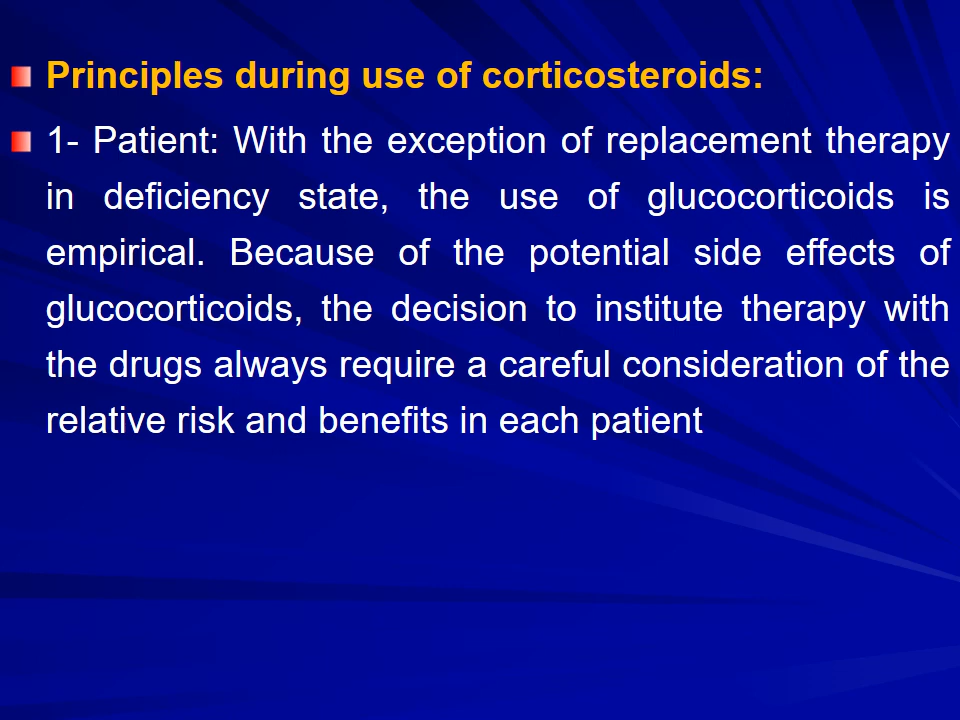 Principles during use of corticosteroids:
1- Patient: With the exception of replacement therapy
in deficiency state, the use of glucocorticoids is
empirical. Because of the potential side effects of
glucocorticoids, the decision to institute therapy with
the drugs always require a careful consideration of the
relative risk and benefits in each patient